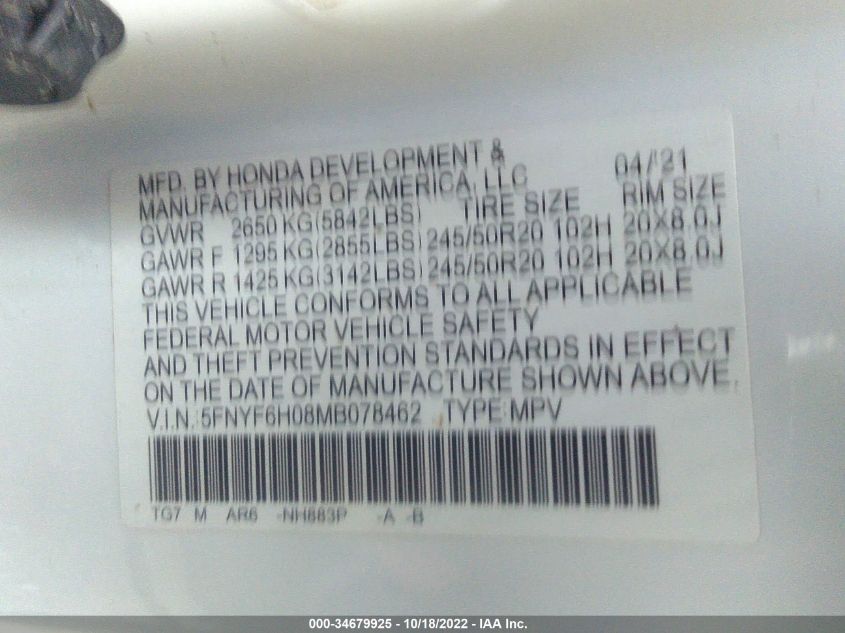 MFD. BY HONDA DEVELOPMENT & 04/'21
MANUFACTURING OF AMERICA, LLC
GVWR 2650 KG(5842LBS) TIRE SIZE RIM SIZE
GAWR F 1295 KG(2855LBS) 245/50R20 102H 20X8.0J
GAWR R 1425 KG(3142LBS) 245/50R20 102H 20X8.0J
THIS VEHICLE CONFORMS TO ALL APPLICABLE
FEDERAL MOTOR VEHICLE SAFETY
AND THEFT PREVENTION STANDARDS IN EFFECT
ON THE DATE OF MANUFACTURE SHOWN ABOVE.
V.I.N.:5FNYF6H08MB078462 TYPE:MPV
TG7 M AR6 -NH883P -A -B
000-34679925 - 10/18/2022 - IAA Inc.